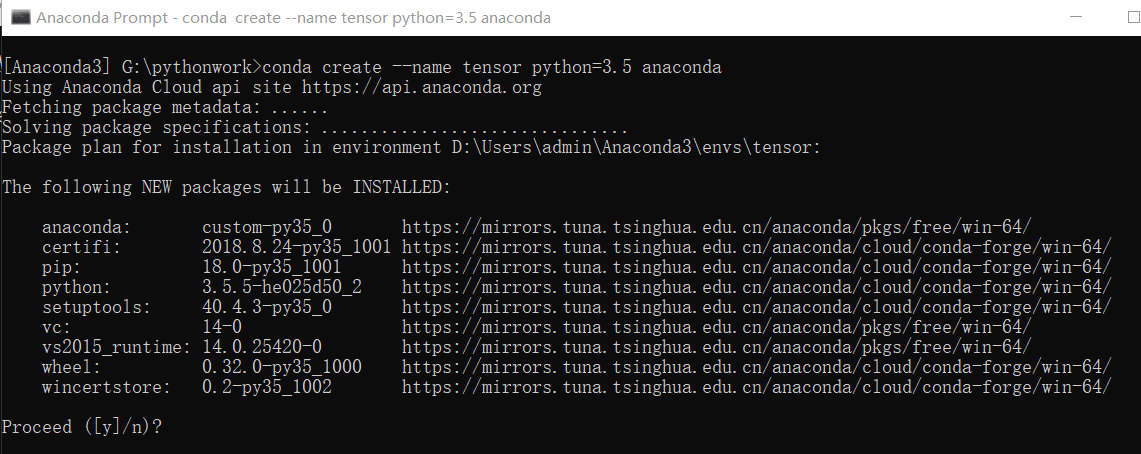 Anaconda Prompt - conda  create --name tensor python=3.5 anaconda
[Anaconda3] G:\pythonwork>conda create --name tensor python=3.5 anaconda
Using Anaconda Cloud api site https://api.anaconda.org
Fetching package metadata: ......
Solving package specifications: ...............................
Package plan for installation in environment D:\Users\admin\Anaconda3\envs\tensor:
The following NEW packages will be INSTALLED:
anaconda:       custom-py35_0       https://mirrors.tuna.tsinghua.edu.cn/anaconda/pkgs/free/win-64/
certifi:        2018.8.24-py35_1001 https://mirrors.tuna.tsinghua.edu.cn/anaconda/cloud/conda-forge/win-64/
pip:            18.0-py35_1001      https://mirrors.tuna.tsinghua.edu.cn/anaconda/cloud/conda-forge/win-64/
python:         3.5.5-he025d50_2    https://mirrors.tuna.tsinghua.edu.cn/anaconda/cloud/conda-forge/win-64/
setuptools:     40.4.3-py35_0       https://mirrors.tuna.tsinghua.edu.cn/anaconda/cloud/conda-forge/win-64/
vc:             14-0                https://mirrors.tuna.tsinghua.edu.cn/anaconda/pkgs/free/win-64/
vs2015_runtime: 14.0.25420-0        https://mirrors.tuna.tsinghua.edu.cn/anaconda/pkgs/free/win-64/
wheel:          0.32.0-py35_1000    https://mirrors.tuna.tsinghua.edu.cn/anaconda/cloud/conda-forge/win-64/
wincertstore:   0.2-py35_1002       https://mirrors.tuna.tsinghua.edu.cn/anaconda/cloud/conda-forge/win-64/
Proceed ([y]/n)?